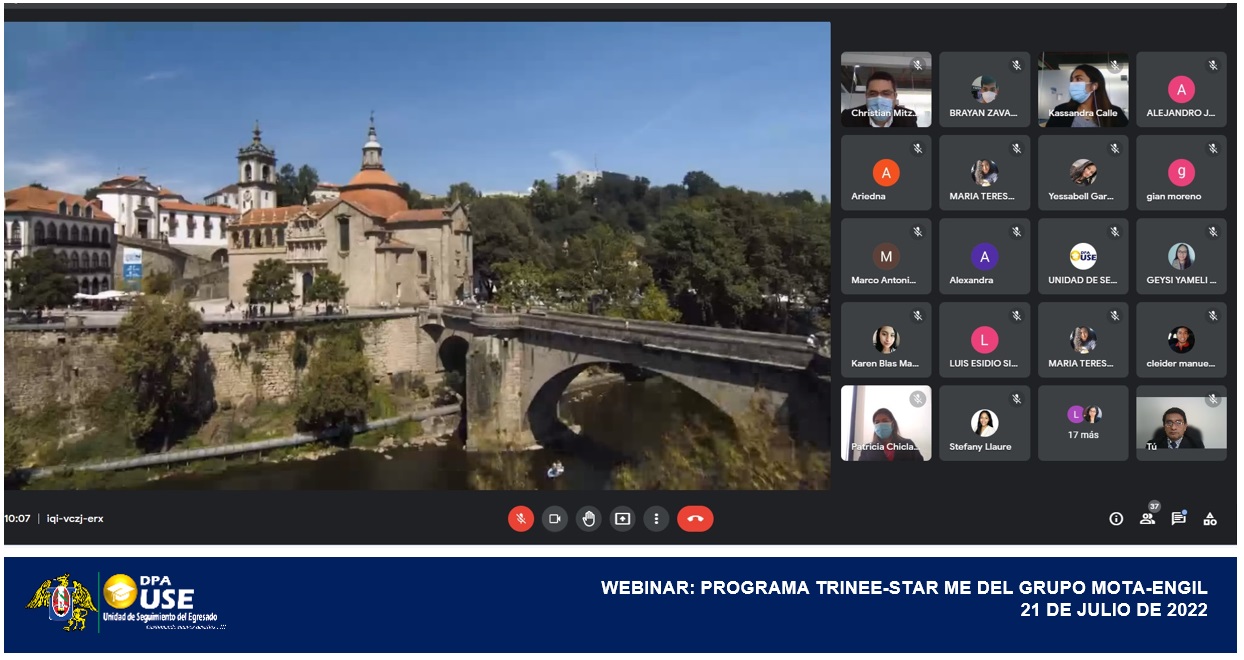 Christian Mitz...
BRAYAN ZAVA...
Kassandra Calle
A
ALEJANDRO J...
A
Ariedna
MARIA TERES...
Yessabell Gar...
g
gian moreno
M
Marco Antoni...
A
Alexandra
DPA
USE
UNIDAD DE SE...
GEYSI YAMELI ...
Karen Blas Ma...
L
LUIS ESIDIO SI...
MARIA TERES...
cleider manue...
Patricia Chicla...
Stefany Llaure
L
17 más
Tú
10:07 | iqi-vczj-erx
37
DPA
USE
Unidad de Seguimiento del Egresado
WEBINAR: PROGRAMA TRINEE-STAR ME DEL GRUPO MOTA-ENGIL
21 DE JULIO DE 2022